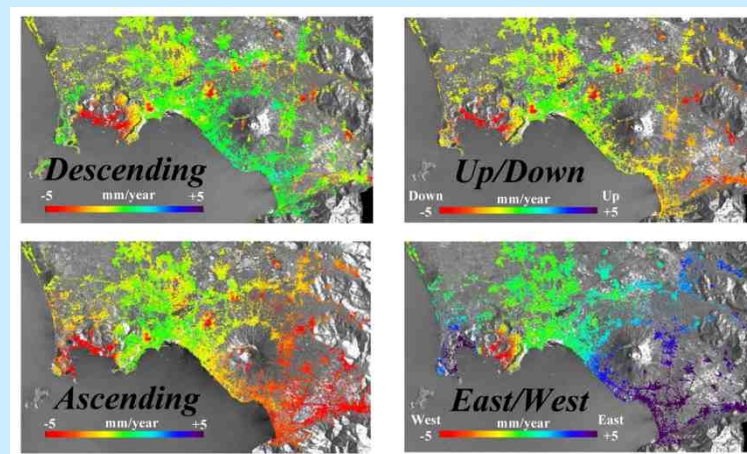 Descending
-5 mm/year +5
Up/Down
Down Up
-5 mm/year +5
Ascending
-5 mm/year +5
East/West
West East
-5 mm/year +5